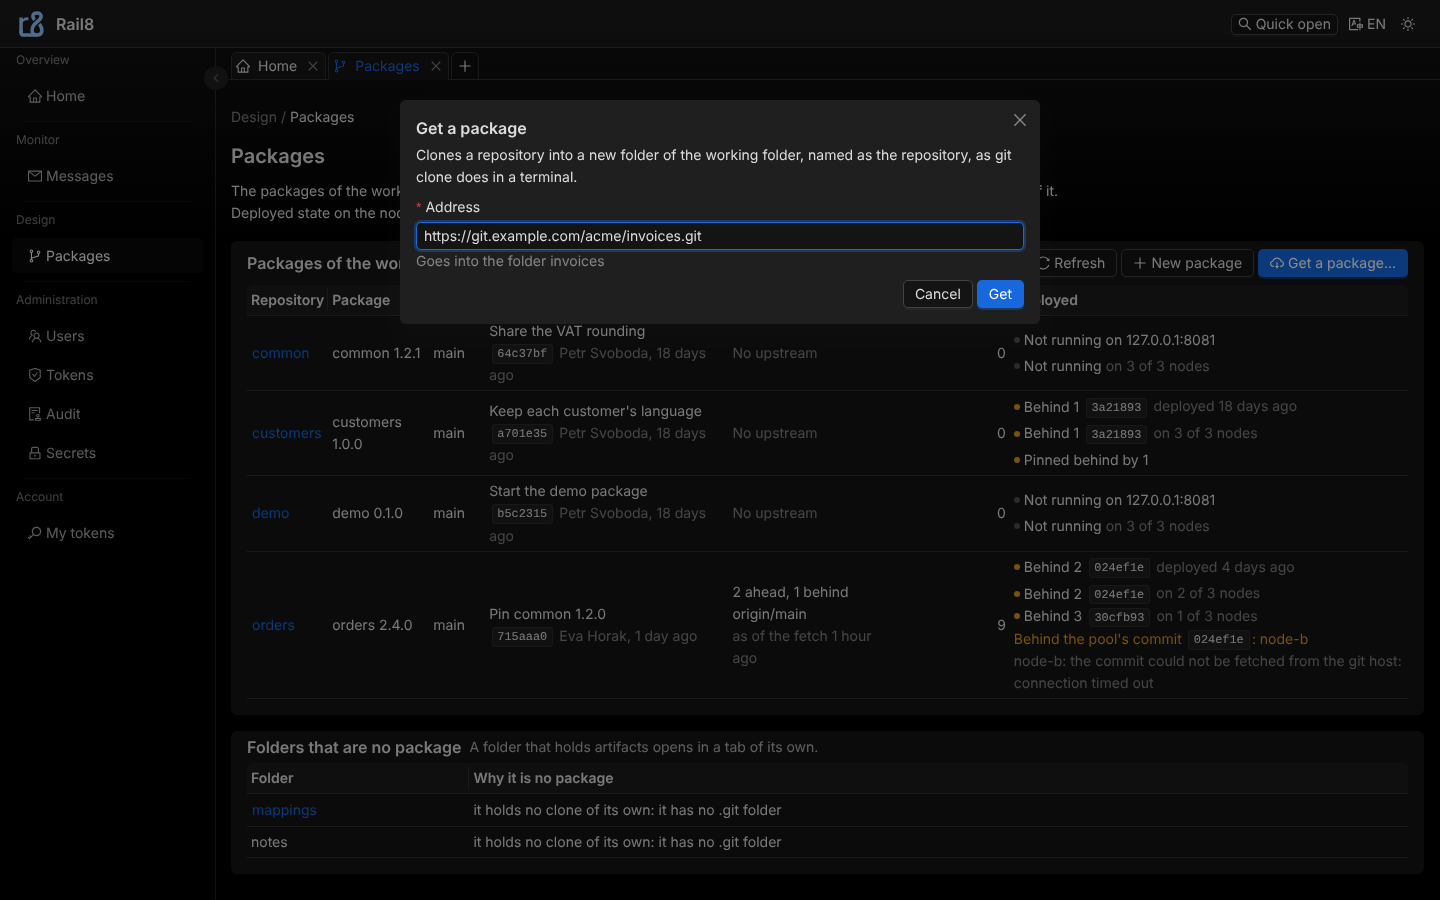 Rail8
Quick open
EN
Overview
Home
Monitor
Messages
Design
Packages
Administration
Users
Tokens
Audit
Secrets
Account
My tokens
Home
Packages
Design / Packages
Packages
The packages of the work
f it.
Deployed state on the nod
Get a package
Clones a repository into a new folder of the working folder, named as the repository, as git
clone does in a terminal.
* Address
https://git.example.com/acme/invoices.git
Goes into the folder invoices
Cancel
Get
Packages of the wo
Refresh
New package
Get a package...
Repository
Package
loyed
common
common 1.2.1
main
Share the VAT rounding
64c37bf Petr Svoboda, 18 days
ago
No upstream
0
Not running on 127.0.0.1:8081
Not running on 3 of 3 nodes
customers
customers
1.0.0
main
Keep each customer's language
a701e35 Petr Svoboda, 18 days
ago
No upstream
0
Behind 1 3a21893 deployed 18 days ago
Behind 1 3a21893 on 3 of 3 nodes
Pinned behind by 1
demo
demo 0.1.0
main
Start the demo package
b5c2315 Petr Svoboda, 18 days
ago
No upstream
0
Not running on 127.0.0.1:8081
Not running on 3 of 3 nodes
orders
orders 2.4.0
main
Pin common 1.2.0
715aaa0 Eva Horak, 1 day ago
2 ahead, 1 behind
origin/main
as of the fetch 1 hour
ago
9
Behind 2 024ef1e deployed 4 days ago
Behind 2 024ef1e on 2 of 3 nodes
Behind 3 30cfb93 on 1 of 3 nodes
Behind the pool's commit 024ef1e : node-b
node-b: the commit could not be fetched from the git host:
connection timed out
Folders that are no package A folder that holds artifacts opens in a tab of its own.
Folder
Why it is no package
mappings
it holds no clone of its own: it has no .git folder
notes
it holds no clone of its own: it has no .git folder